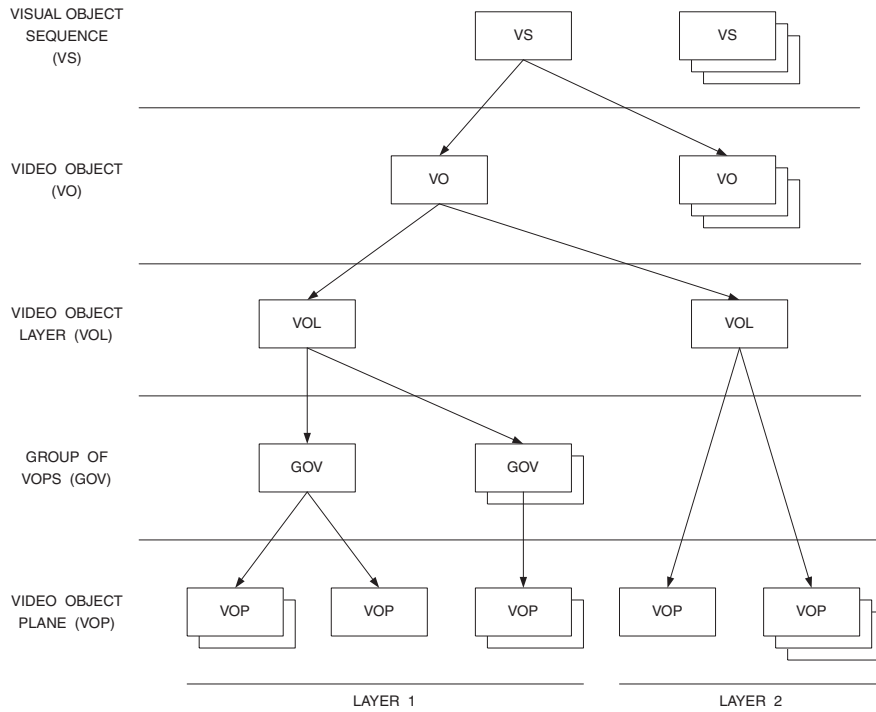 VISUAL OBJECT
SEQUENCE
(VS)
VS
VS
VIDEO OBJECT
(VO)
VO
VO
VIDEO OBJECT
LAYER (VOL)
VOL
VOL
GROUP OF
VOPS (GOV)
GOV
GOV
VIDEO OBJECT
PLANE (VOP)
VOP
VOP
VOP
VOP
VOP
LAYER 1
LAYER 2